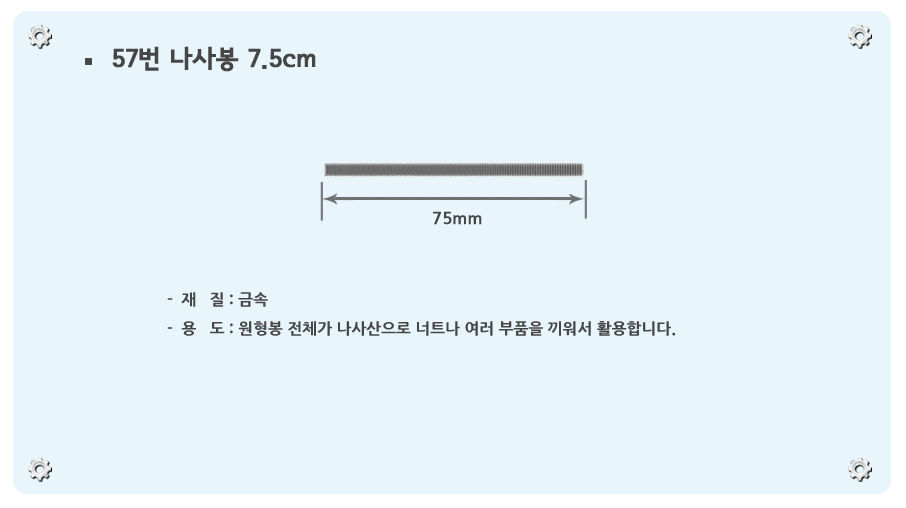 ▪ 57번 나사봉 7.5cm
75mm
- 재 질 : 금속
- 용 도 : 원형봉 전체가 나사산으로 너트나 여러 부품을 끼워서 활용합니다.